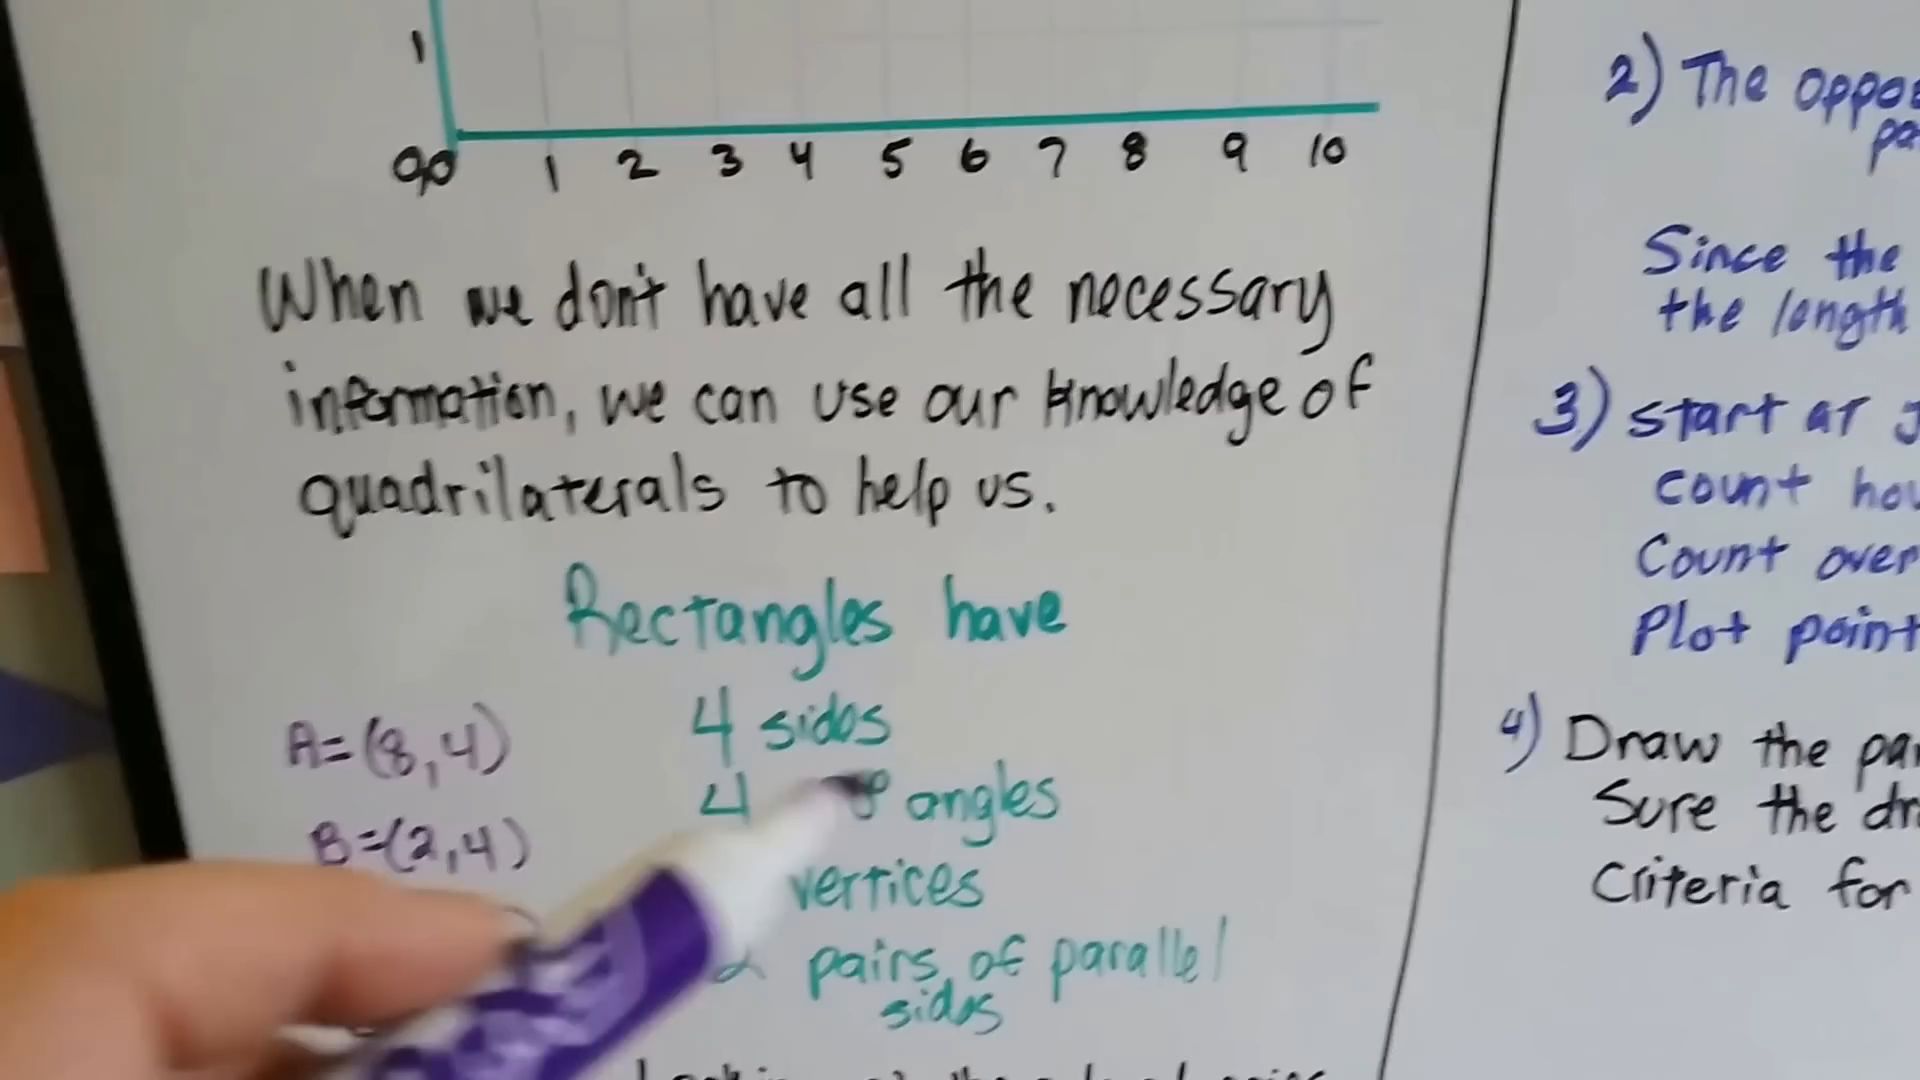 1
0,0 1 2 3 4 5 6 7 8 9 10
When we don't have all the necessary
information, we can use our knowledge of
quadrilaterals to help us.
Rectangles have
4 sides
4 angles
vertices
2 pairs of parallel
sides
A=(8,4)
B=(2,4)
2) The
Since the
the length
3) start at J
count
Count over
Plot point
4) Draw the
Sure the
Criteria for